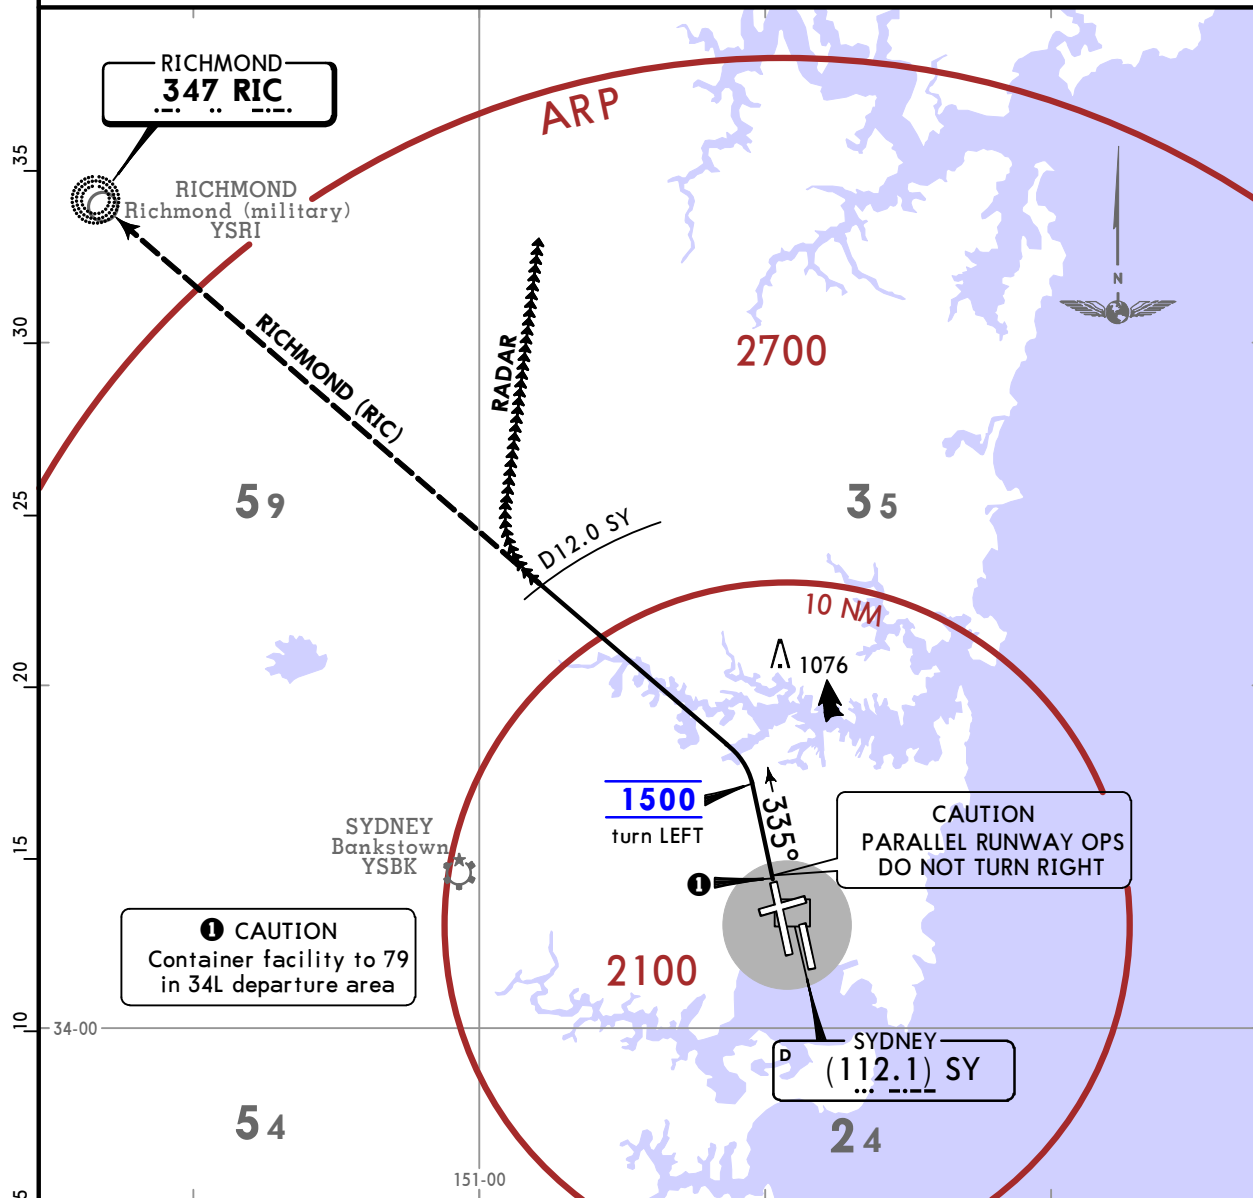 RICHMOND
347 RIC
ARP
35
RICHMOND
Richmond (military)
YSRI
N
30
RICHMOND (RIC)
RADAR
2700
25
59
35
D12.0 SY
10 NM
20
1076
1500
turn LEFT
335°
CAUTION
PARALLEL RUNWAY OPS
DO NOT TURN RIGHT
SYDNEY
Bankstown
YSBK
15
1
1 CAUTION
Container facility to 79
in 34L departure area
2100
10
34-00
SYDNEY
D (112.1) SY
54
24
151-00
5